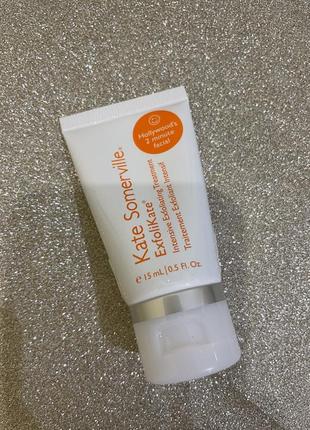 Hollywood's
2 minute
facial
Kate Somerville®
ExfoliKate®
Intensive Exfoliating Treatment
Traitement Exfoliant Intensif
e 15 mL | 0.5 Fl. Oz.